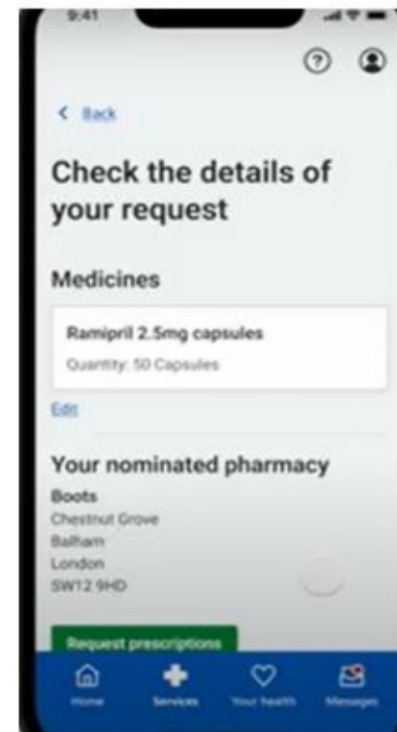 9:41
Back
Check the details of
your request
Medicines
Ramipril 2.5mg capsules
Quantity: 50 Capsules
Edit
Your nominated pharmacy
Boots
Chestnut Grove
Balham
London
SW12 9HD
Request prescriptions
Home Services Your health Messages